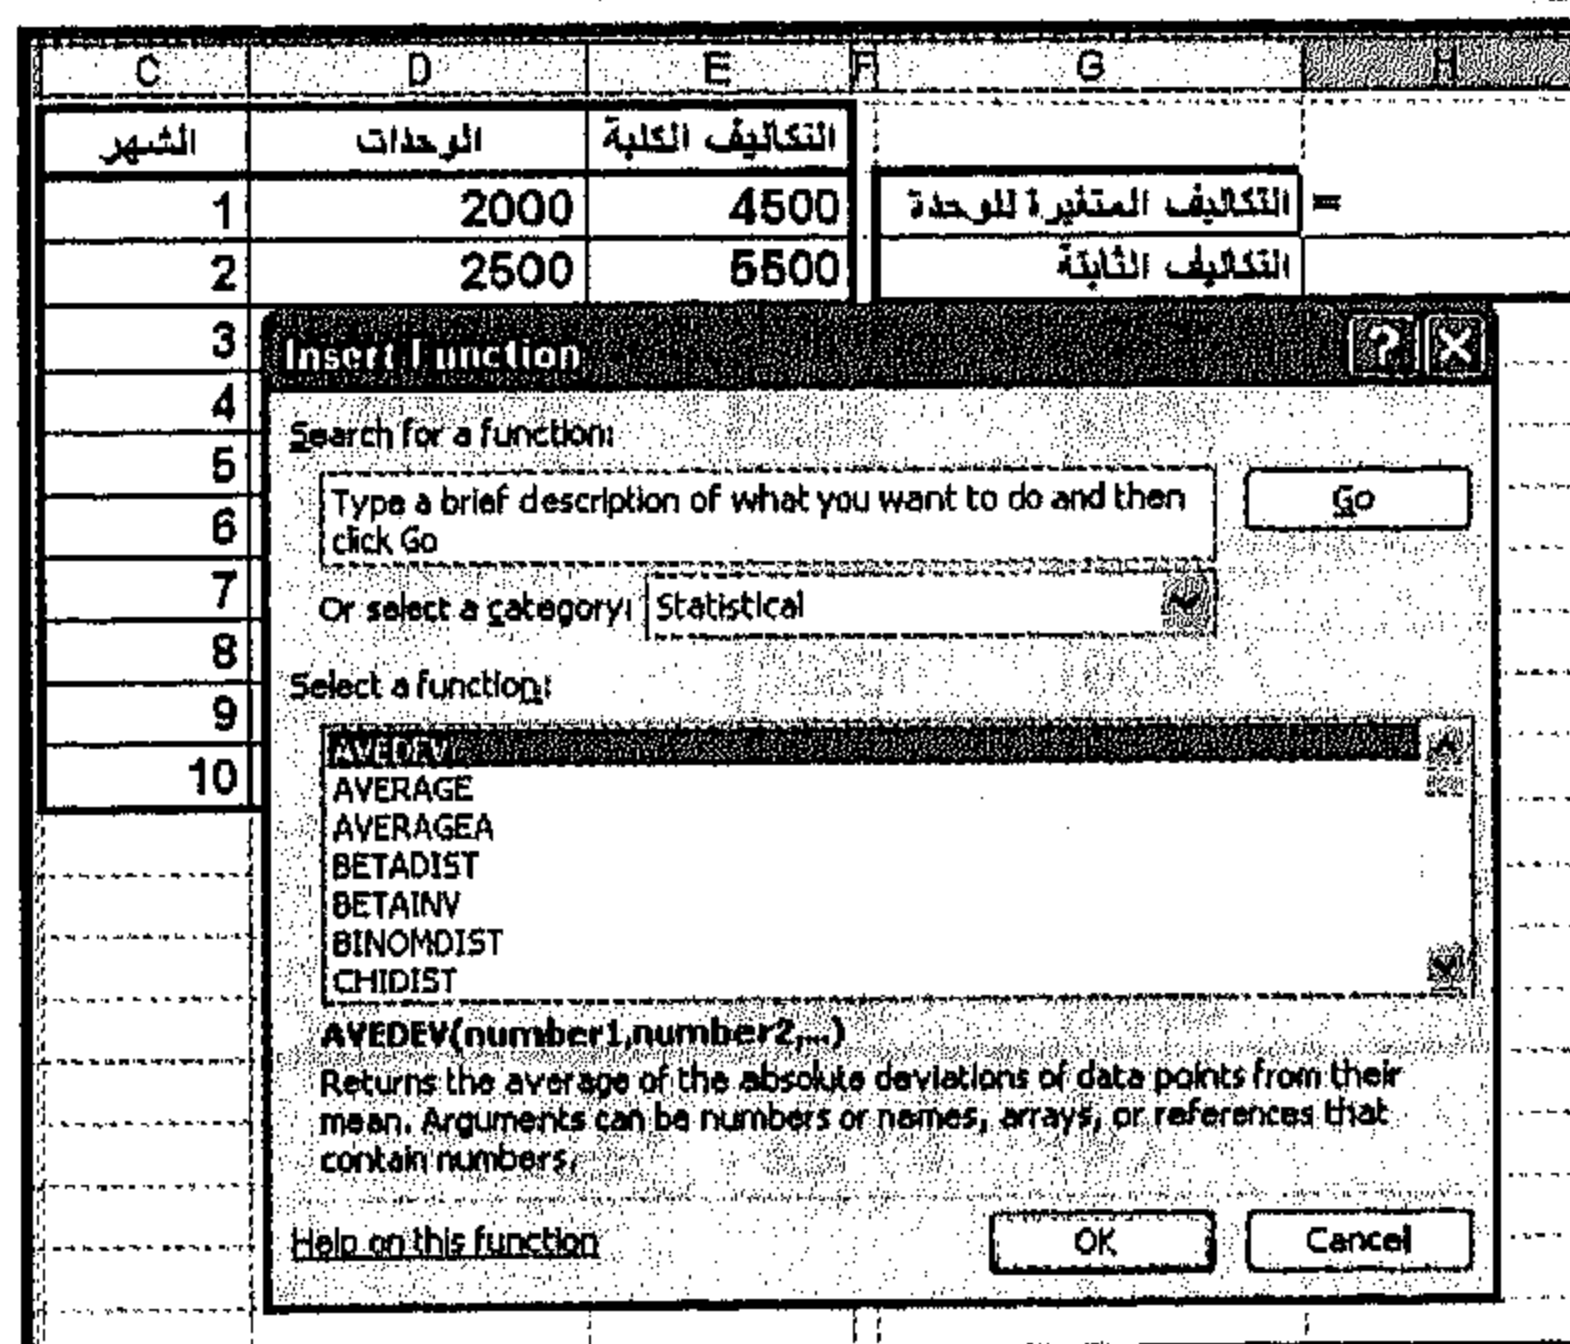 C D E F G H
الشهر الوحدات التكاليف الكلية
1 2000 4500 التكاليف المتغيرة للوحدة =
2 2500 5500 التكاليف الثابتة
3
4
5
6
7
8
9
10
Insert Function
Search for a function:
Type a brief description of what you want to do and then
click Go
Go
Or select a category: Statistical
Select a function:
AVEDEV
AVERAGE
AVERAGEA
BETADIST
BETAINV
BINOMDIST
CHIDIST
AVEDEV(number1,number2,...)
Returns the average of the absolute deviations of data points from their
mean. Arguments can be numbers or names, arrays, or references that
contain numbers.
Help on this function
OK Cancel